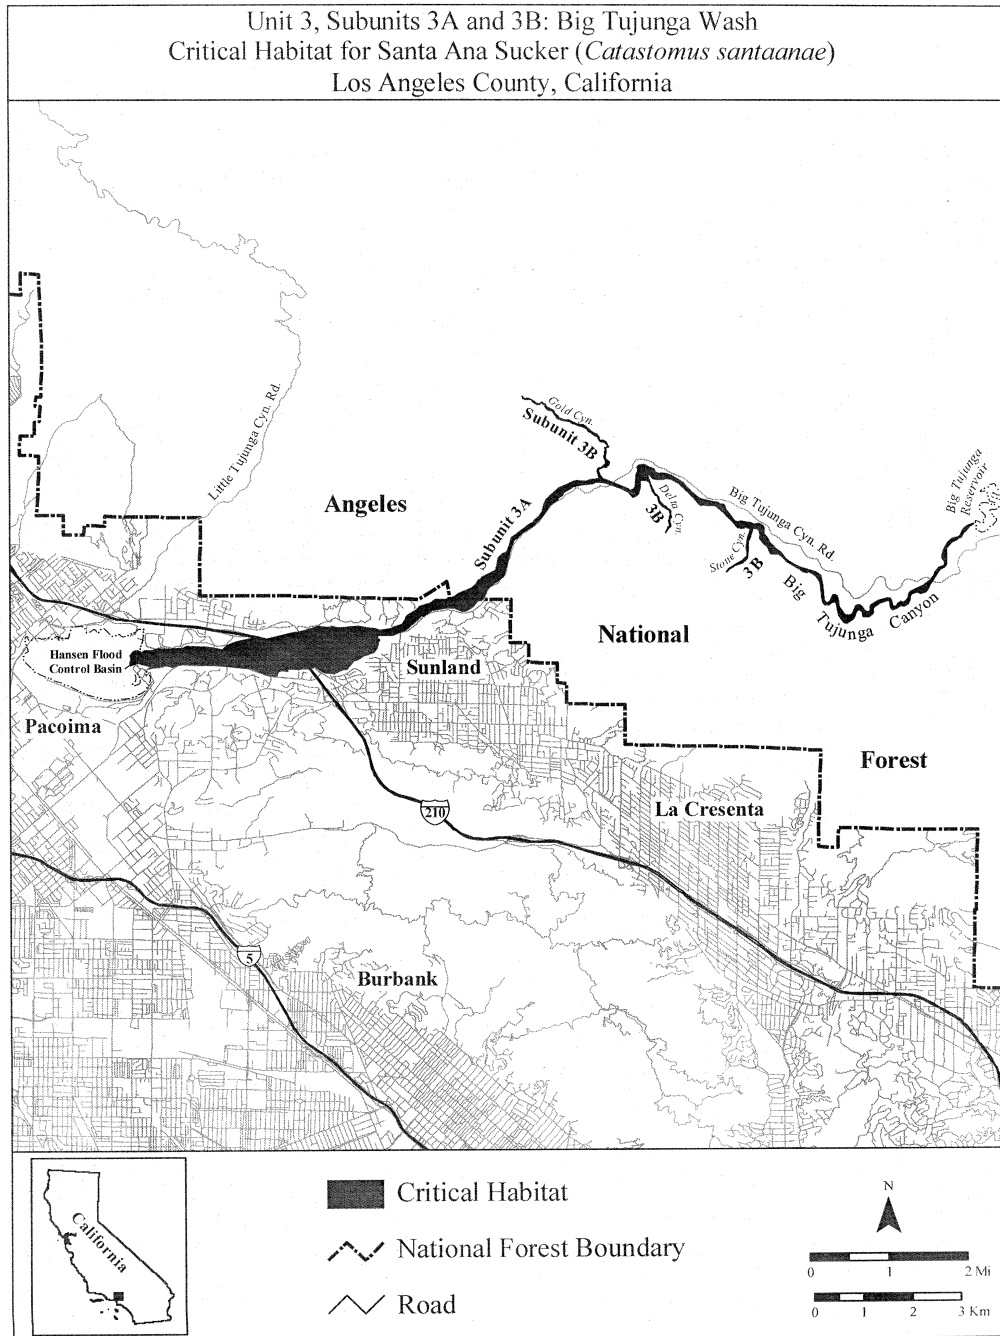 Unit 3, Subunits 3A and 3B: Big Tujunga Wash
Critical Habitat for Santa Ana Sucker (Catastomus santaanae)
Los Angeles County, California
Little Tujunga Cyn. Rd.
Gold Cyn.
Subunit 3B
Angeles
Subunit 3A
Delta Cyn.
3B
Big Tujunga Cyn. Rd.
Big Tujunga
Reservoir
Stone Cyn.
3B
Big
Tujunga
Canyon
National
Hansen Flood
Control Basin
Sunland
Pacoima
Forest
La Cresenta
210
5
Burbank
California
Critical Habitat
National Forest Boundary
Road
N
0 1 2 Mi
0 1 2 3 Km